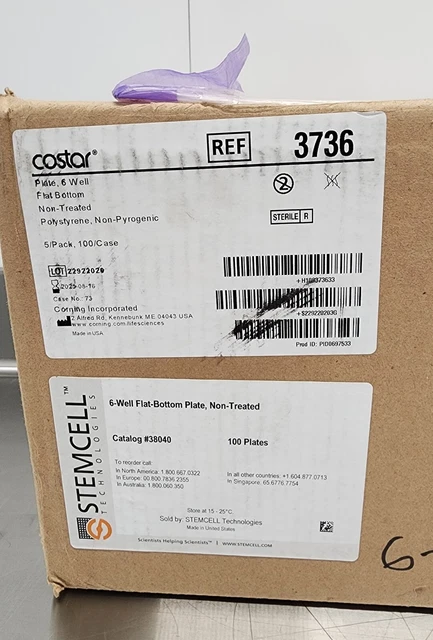 costar®
REF 3736
Plate, 6 Well
Flat Bottom
Non-Treated
Polystyrene, Non-Pyrogenic
2
STERILE R
5/Pack, 100/Case
LOT 22922020
Case No.: 73
Corning Incorporated
2 Alfred Rd, Kennebunk ME 04043 USA
www.corning.com/lifesciences
Made in USA
Prod ID: PID0697533
STEMCELL™
TECHNOLOGIES
6-Well Flat-Bottom Plate, Non-Treated
Catalog #38040 100 Plates
To reorder call:
In North America: 1.800.667.0322
In Europe: 00.800.7836.2355
In Australia: 1.800.060.350
In all other countries: +1.604.877.0713
In Singapore: 65.6776.7754
Store at 15 - 25°C.
Sold by: STEMCELL Technologies
Made in United States
Scientists Helping Scientists™ | WWW.STEMCELL.COM
6-